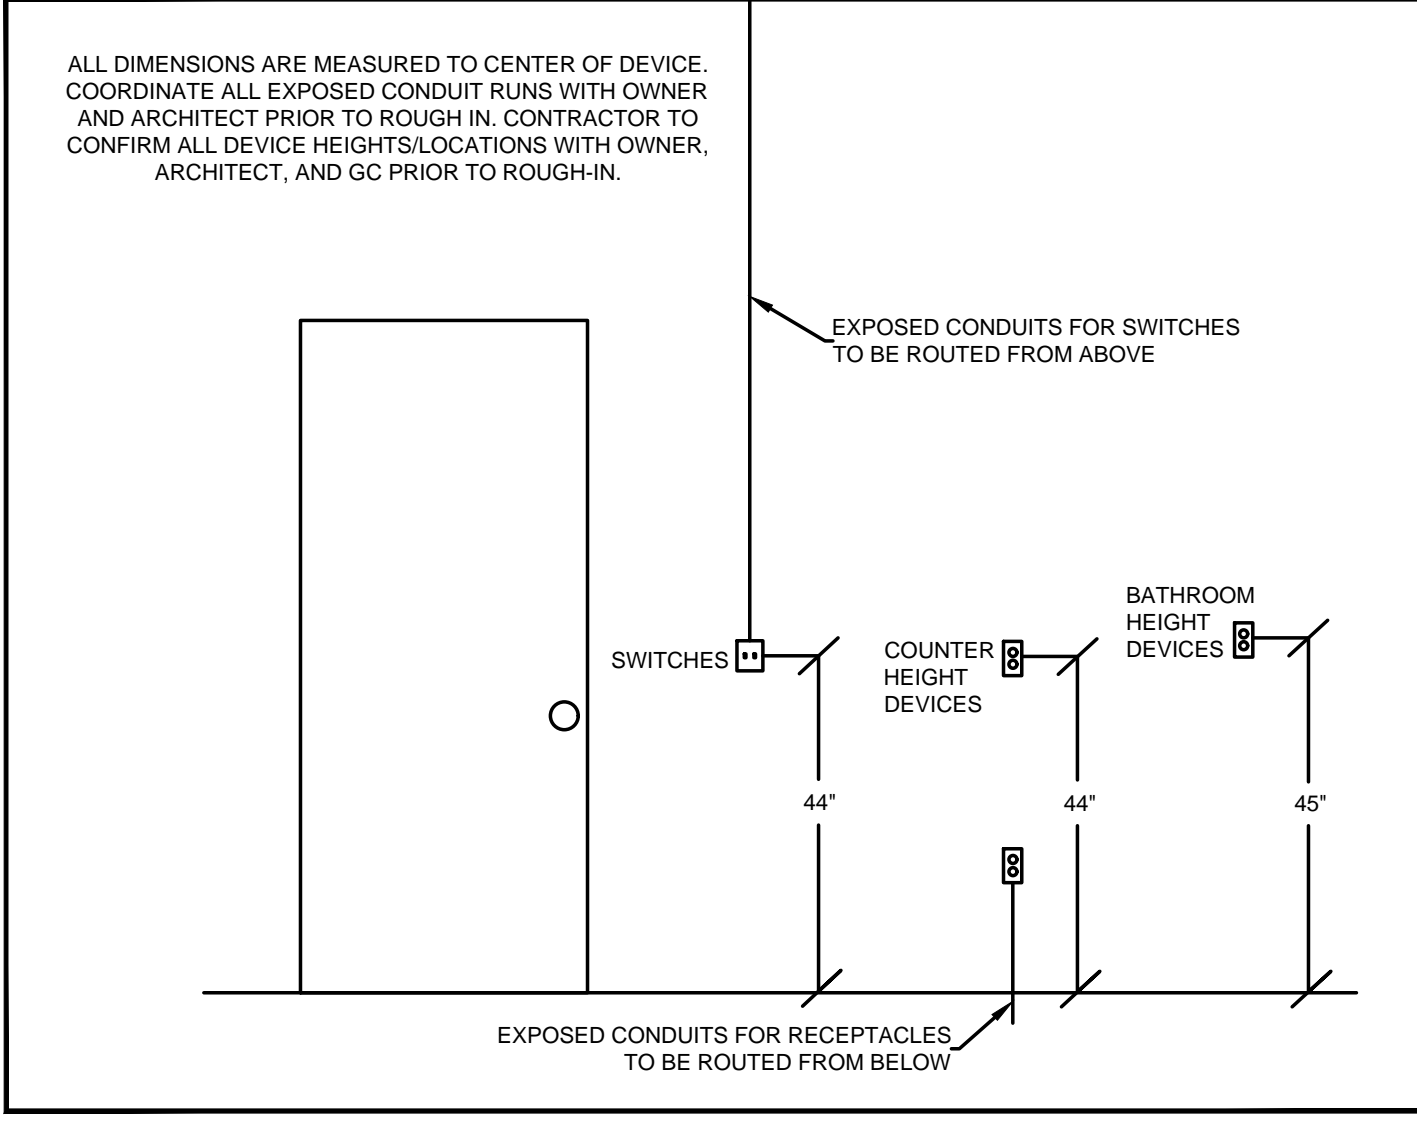 ALL DIMENSIONS ARE MEASURED TO CENTER OF DEVICE.
COORDINATE ALL EXPOSED CONDUIT RUNS WITH OWNER
AND ARCHITECT PRIOR TO ROUGH IN. CONTRACTOR TO
CONFIRM ALL DEVICE HEIGHTS/LOCATIONS WITH OWNER,
ARCHITECT, AND GC PRIOR TO ROUGH-IN.
EXPOSED CONDUITS FOR SWITCHES
TO BE ROUTED FROM ABOVE
SWITCHES
COUNTER
HEIGHT
DEVICES
BATHROOM
HEIGHT
DEVICES
44"
44"
45"
EXPOSED CONDUITS FOR RECEPTACLES
TO BE ROUTED FROM BELOW